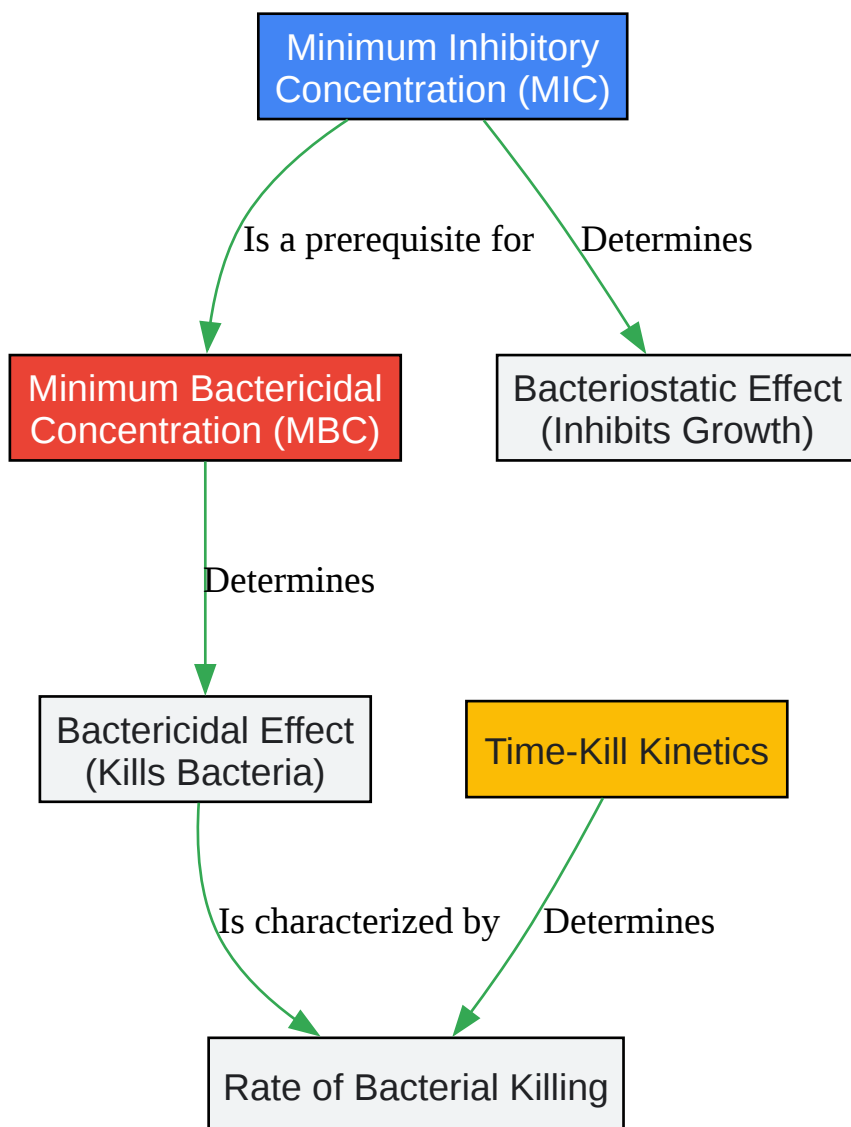 Minimum Inhibitory
Concentration (MIC)
Is a prerequisite for
Determines
Minimum Bactericidal
Concentration (MBC)
Bacteriostatic Effect
(Inhibits Growth)
Determines
Bactericidal Effect
(Kills Bacteria)
Time-Kill Kinetics
Is characterized by
Determines
Rate of Bacterial Killing